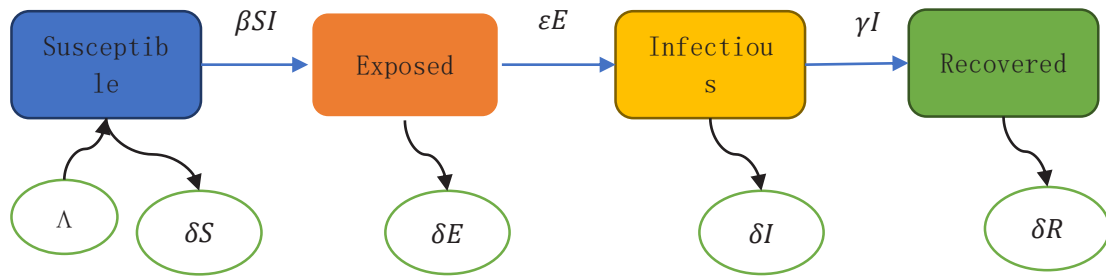 βSI
εE
γI
Susceptib
le
Exposed
Infectiou
s
Recovered
Λ
δS
δE
δI
δR